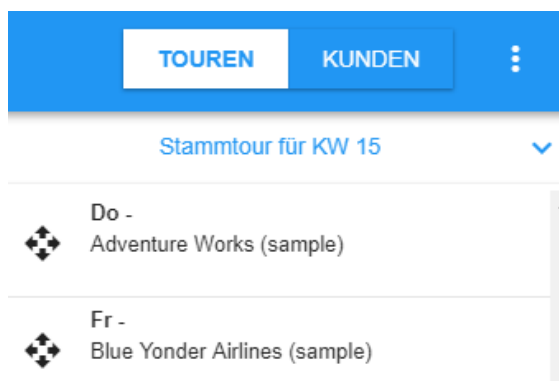 TOUREN KUNDEN
Stammtour für KW 15
Do -
Adventure Works (sample)
Fr -
Blue Yonder Airlines (sample)